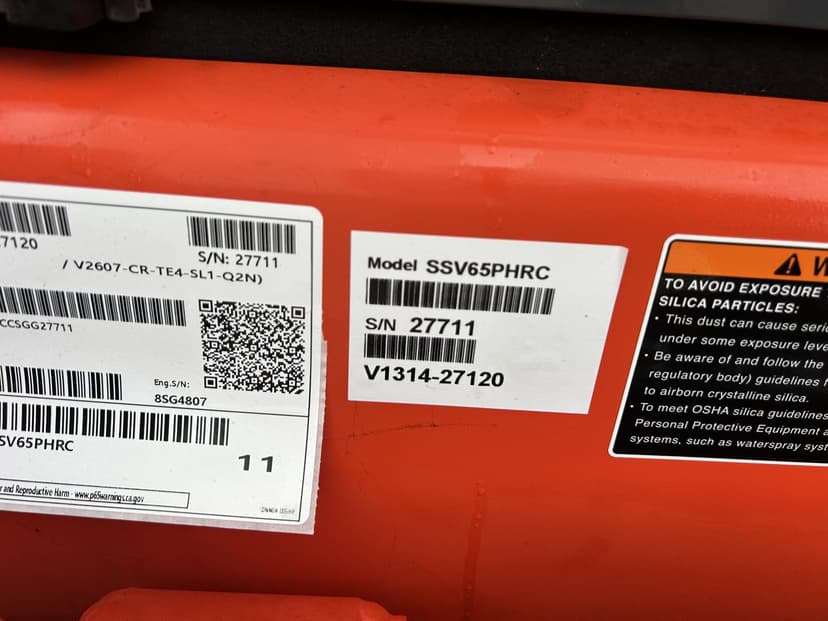 7120
S/N: 27711
/ V2607-CR-TE4-SL1-Q2N)
CCSGG27711
Eng.S/N:
8SG4807
SV65PHRC
11
and Reproductive Harm - www.p65warnings.ca.gov
Model SSV65PHRC
S/N 27711
V1314-27120
W
TO AVOID EXPOSURE
SILICA PARTICLES:
• This dust can cause seri
under some exposure leve
• Be aware of and follow the
regulatory body) guidelines f
to airborn crystalline silica.
• To meet OSHA silica guidelines
Personal Protective Equipment a
systems, such as waterspray syst